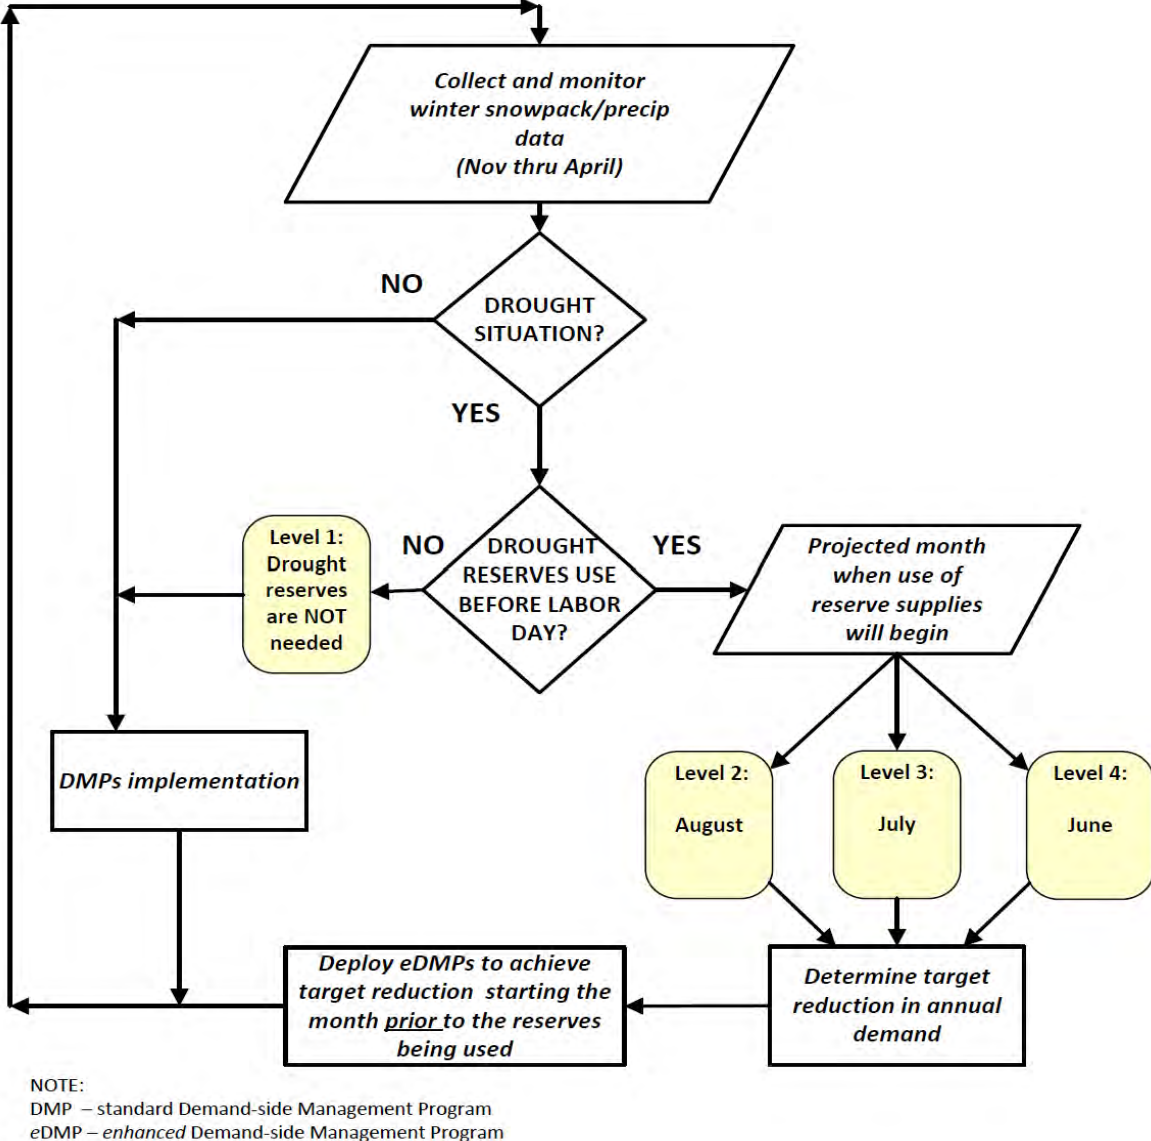 Collect and monitor
winter snowpack/precip
data
(Nov thru April)
NO
DROUGHT
SITUATION?
YES
Level 1:
Drought
reserves
are NOT
needed
NO
DROUGHT
RESERVES USE
BEFORE LABOR
DAY?
YES
Projected month
when use of
reserve supplies
will begin
DMPs implementation
Level 2:
August
Level 3:
July
Level 4:
June
Deploy eDMPs to achieve
target reduction starting the
month prior to the reserves
being used
Determine target
reduction in annual
demand
NOTE:
DMP – standard Demand-side Management Program
eDMP – enhanced Demand-side Management Program